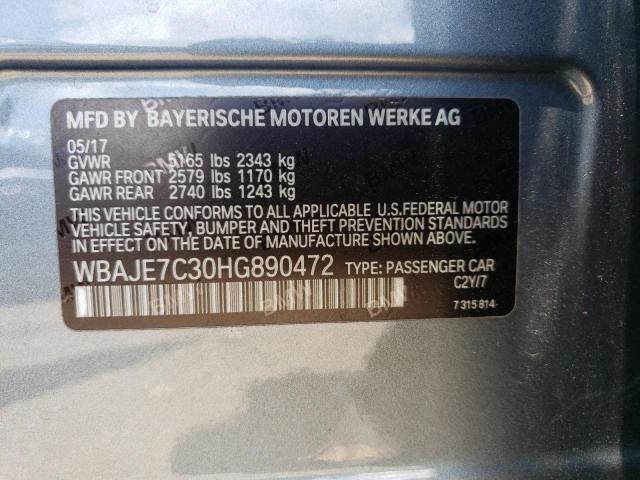 MFD BY BAYERISCHE MOTOREN WERKE AG
05/17
GVWR 5165 lbs 2343 kg
GAWR FRONT 2579 lbs 1170 kg
GAWR REAR 2740 lbs 1243 kg
THIS VEHICLE CONFORMS TO ALL APPLICABLE U.S.FEDERAL MOTOR
VEHICLE SAFETY, BUMPER AND THEFT PREVENTION STANDARDS
IN EFFECT ON THE DATE OF MANUFACTURE SHOWN ABOVE.
WBAJE7C30HG890472 TYPE: PASSENGER CAR
C2Y/7
7 315 814